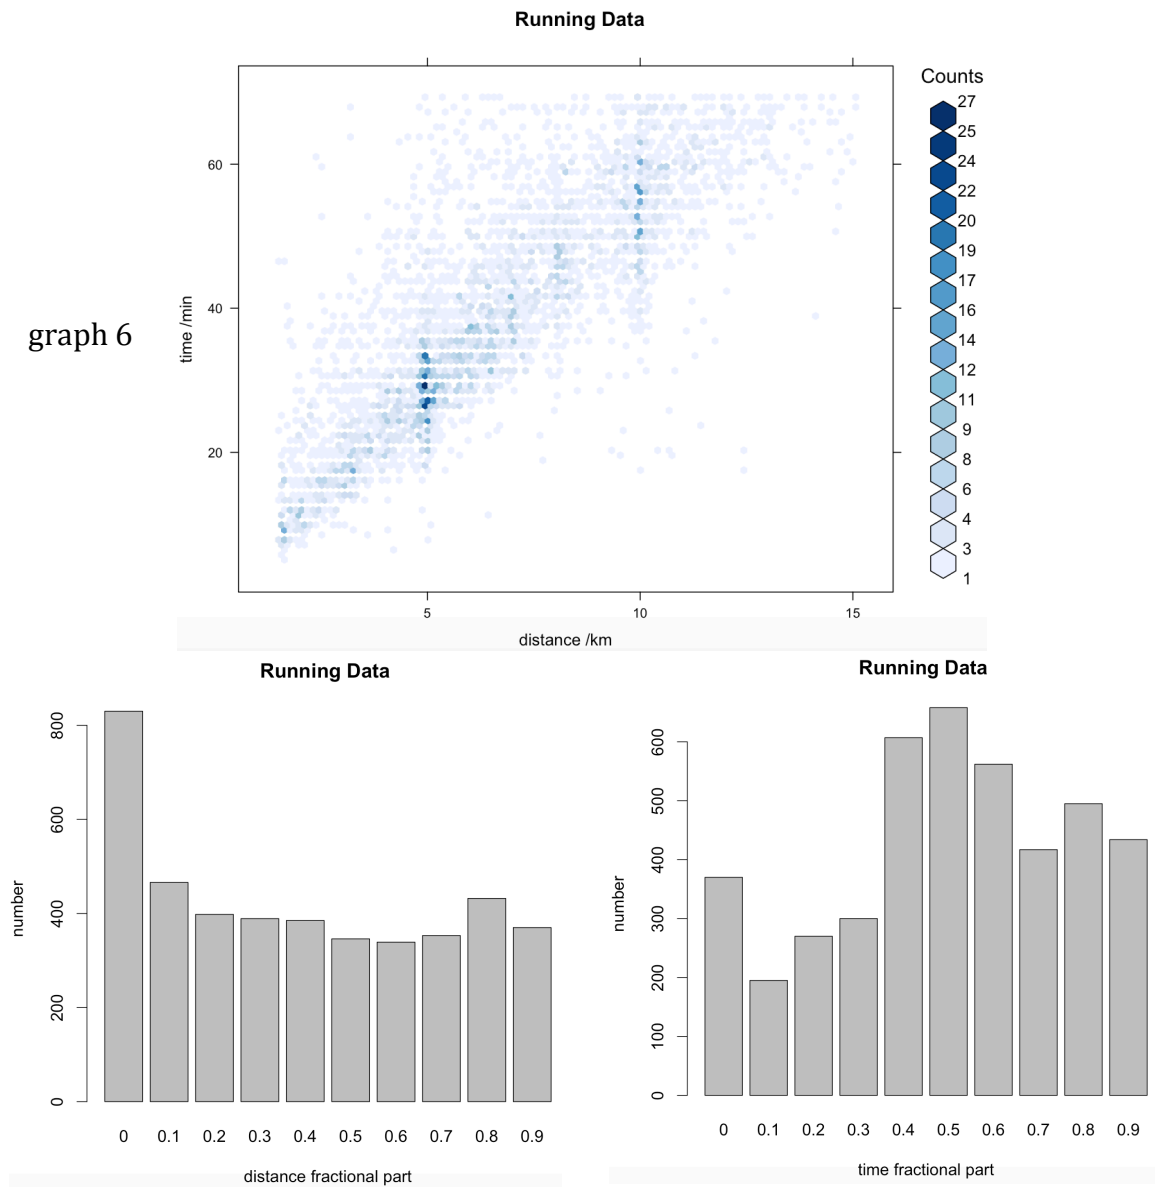 Running Data
Counts
27
25
24
22
20
19
17
16
14
12
11
9
8
6
4
3
1
60
40
20
time /min
graph 6
5 10 15
distance /km
Running Data
800
600
400
200
0
number
0 0.1 0.2 0.3 0.4 0.5 0.6 0.7 0.8 0.9
distance fractional part
Running Data
600
500
400
300
200
100
0
number
0 0.1 0.2 0.3 0.4 0.5 0.6 0.7 0.8 0.9
time fractional part